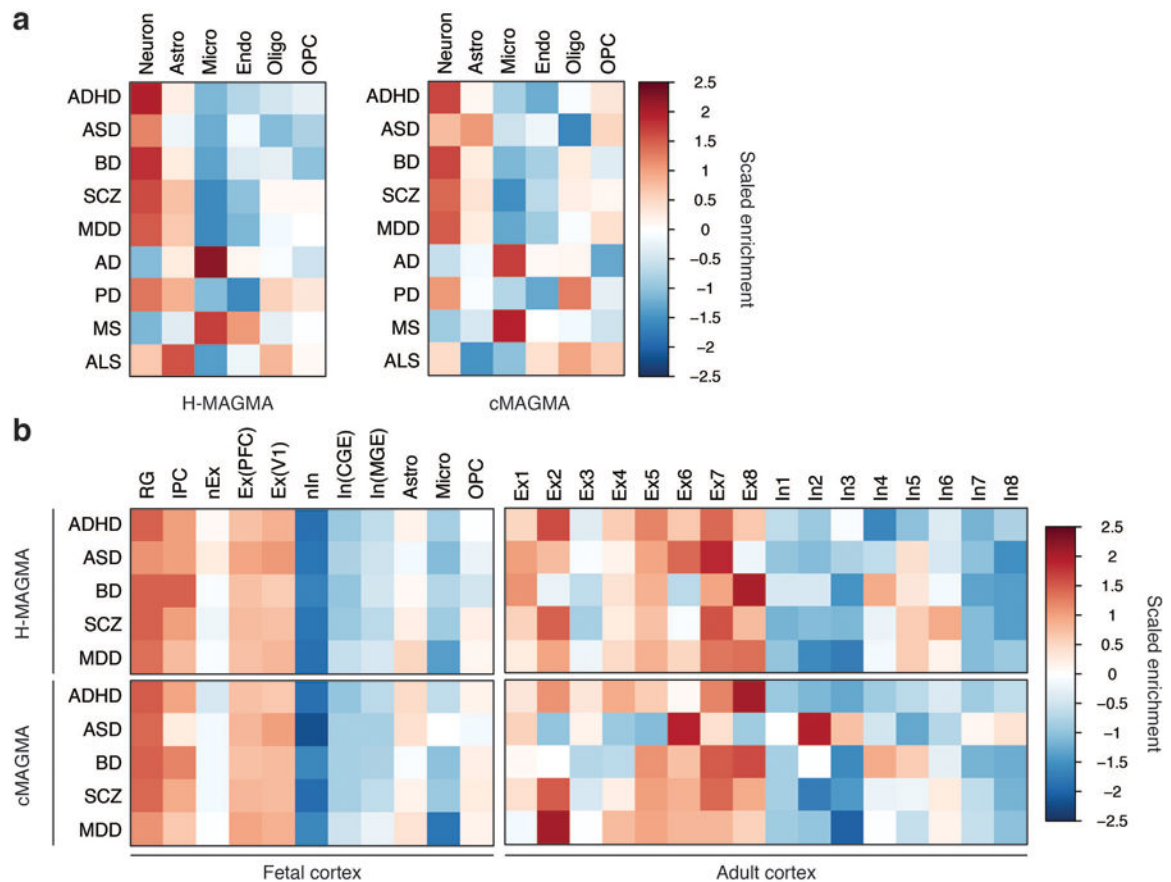 a
Neuron Astro Micro Endo Oligo OPC
Neuron Astro Micro Endo Oligo OPC
ADHD
ASD
BD
SCZ
MDD
AD
PD
MS
ALS
H-MAGMA
ADHD
ASD
BD
SCZ
MDD
AD
PD
MS
ALS
cMAGMA
2.5
2
1.5
1
0.5
0
−0.5
−1
−1.5
−2
−2.5
Scaled enrichment
b
RG IPC nEx Ex(PFC) Ex(V1) nIn In(CGE) In(MGE) Astro Micro OPC
Ex1 Ex2 Ex3 Ex4 Ex5 Ex6 Ex7 Ex8 In1 In2 In3 In4 In5 In6 In7 In8
H-MAGMA
ADHD
ASD
BD
SCZ
MDD
cMAGMA
ADHD
ASD
BD
SCZ
MDD
Fetal cortex
Adult cortex
2.5
2
1.5
1
0.5
0
−0.5
−1
−1.5
−2
−2.5
Scaled enrichment